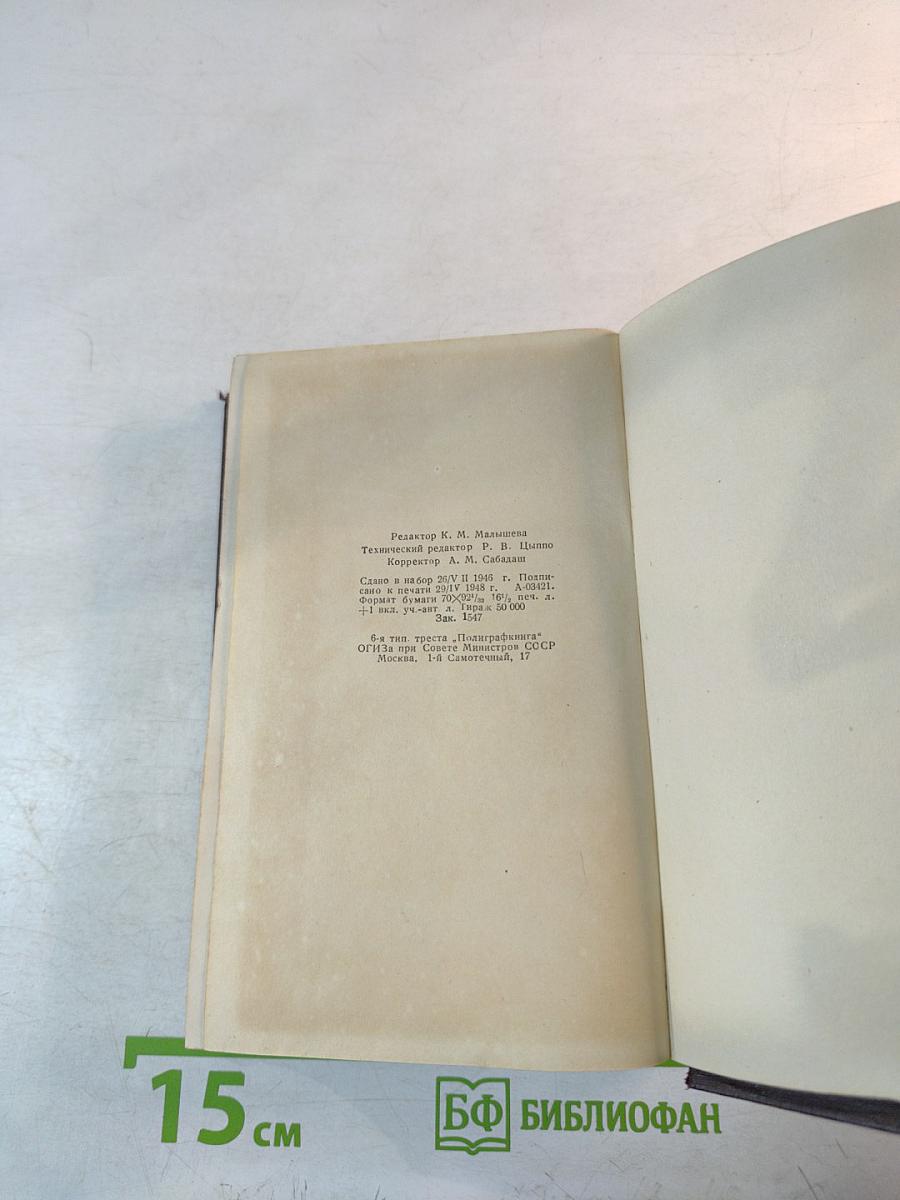 Редактор К. М. Малышева
Технический редактор Р. В. Цыппо
Корректор А. М. Сабадаш
Сдано в набор 26/V II 1946 г. Подпи-
сано к печати 29/IV 1948 г. А-03421.
Формат бумаги 70×92¹/₃₂ 16¹/₂ печ. л.
+1 вкл. уч.-авт л. Тираж 50 000
Зак. 1547
6-я тип. треста „Полиграфкнига“
ОГИЗа при Совете Министров СССР
Москва, 1-й Самотечный, 17
15 см
БФ БИБЛИОФАН